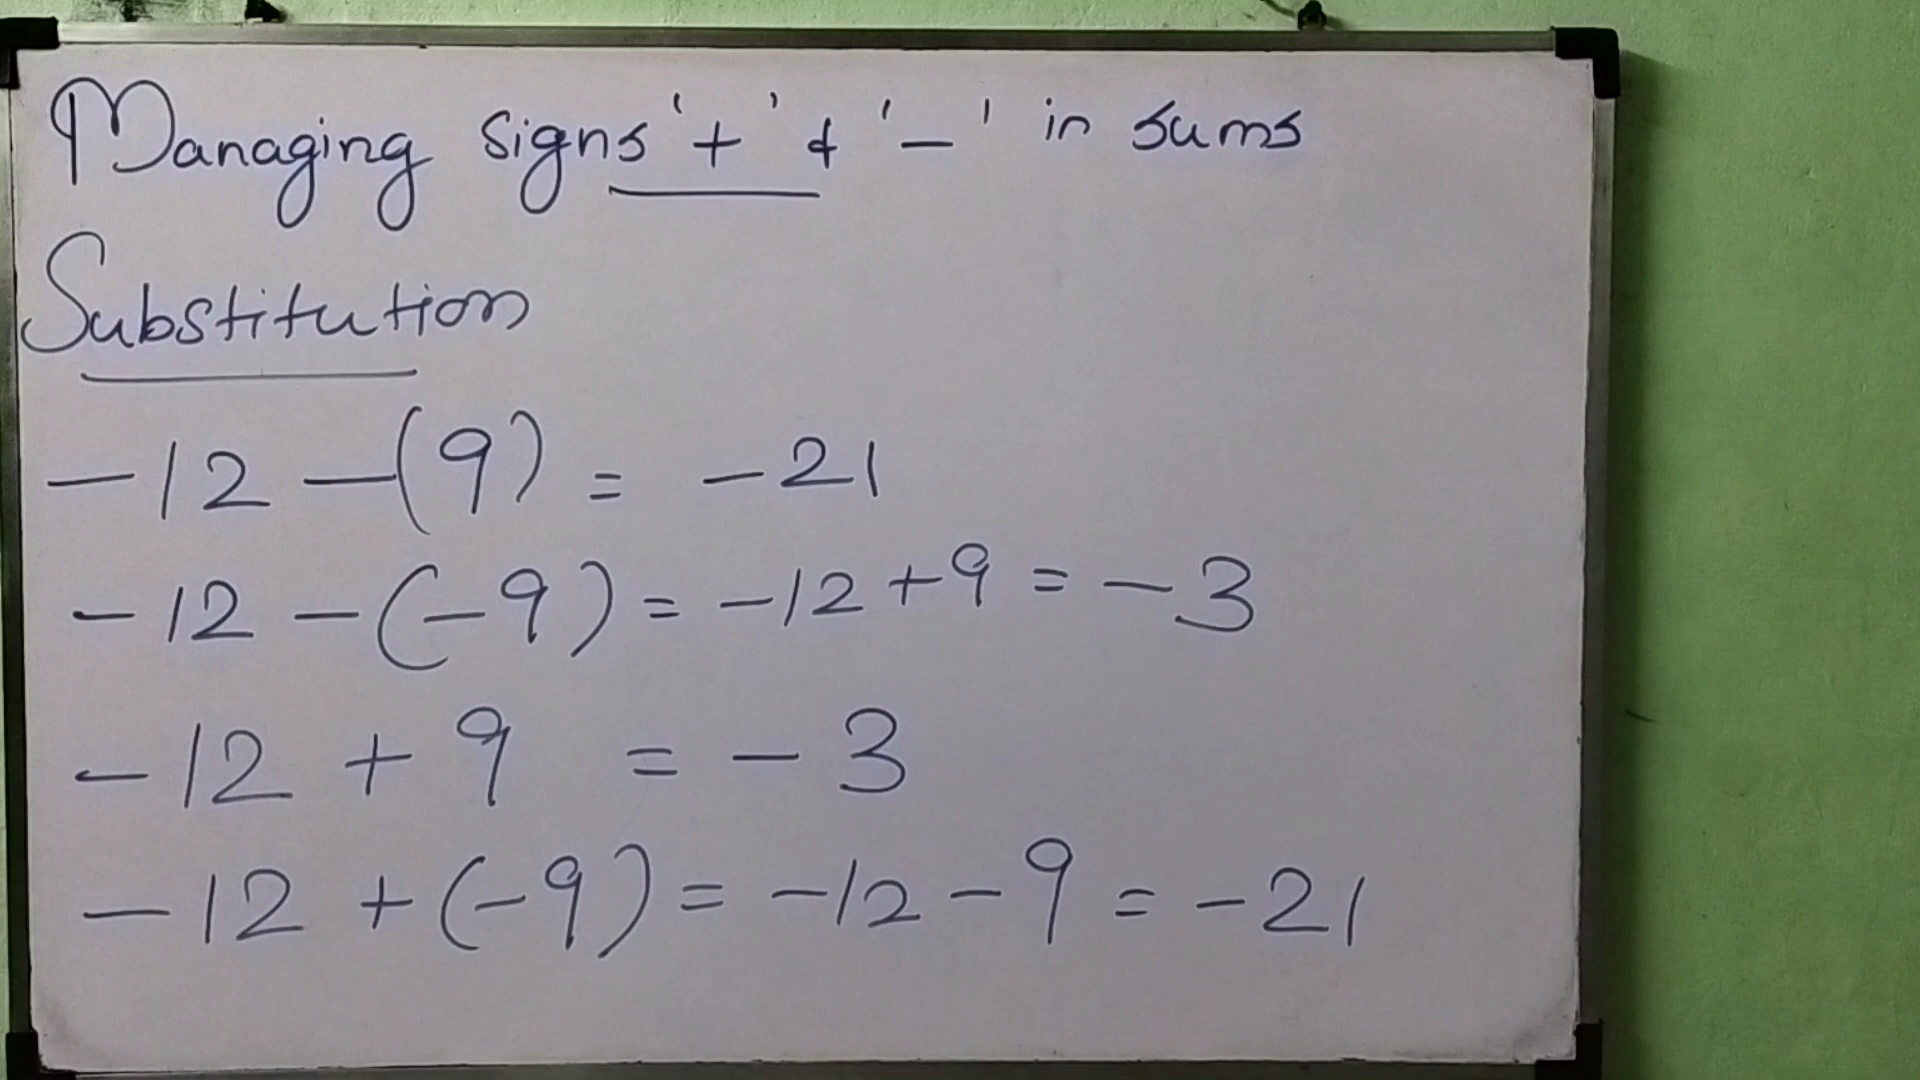 Managing signs '+' & '-' in sums
Substitution
-12 -(9) = -21
-12 -(-9) = -12+9 = -3
-12 + 9 = -3
-12 +(-9) = -12-9 = -21